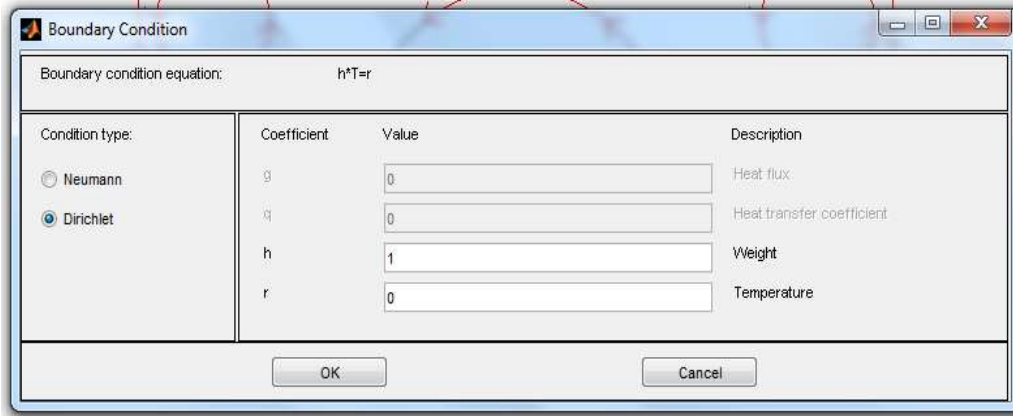 Boundary Condition
Boundary condition equation: h*T=r
Condition type:
Neumann
Dirichlet
Coefficient Value Description
g 0 Heat flux
q 0 Heat transfer coefficient
h 1 Weight
r 0 Temperature
OK Cancel